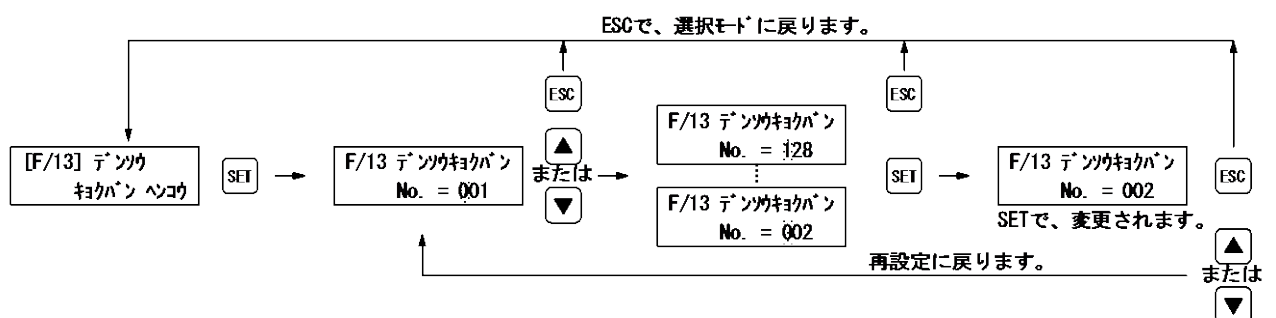 ESCで、選択ﾓｰﾄﾞに戻ります。
ESC
ESC
[F/13] ﾃﾞﾝｿｳ
ｷｮｸﾊﾞﾝ ﾍﾝｺｳ
SET
F/13 ﾃﾞﾝｿｳｷｮｸﾊﾞﾝ
No. = 001
▲
または
▼
F/13 ﾃﾞﾝｿｳｷｮｸﾊﾞﾝ
No. = 128
F/13 ﾃﾞﾝｿｳｷｮｸﾊﾞﾝ
No. = 002
SET
F/13 ﾃﾞﾝｿｳｷｮｸﾊﾞﾝ
No. = 002
SETで、変更されます。
ESC
▲
または
▼
再設定に戻ります。